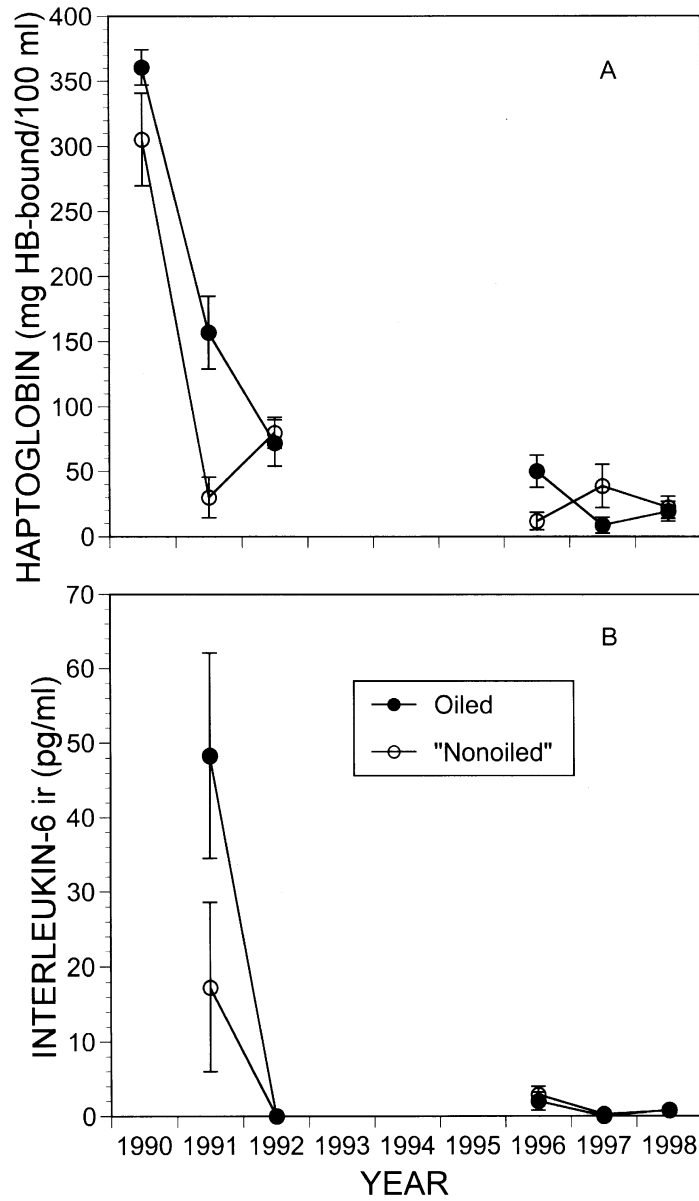 400
350
300
250
200
150
100
50
0
HAPTOGLOBIN (mg HB-bound/100 ml)
A
70
60
50
40
30
20
10
0
INTERLEUKIN-6 ir (pg/ml)
B
Oiled
"Nonoiled"
1990 1991 1992 1993 1994 1995 1996 1997 1998
YEAR